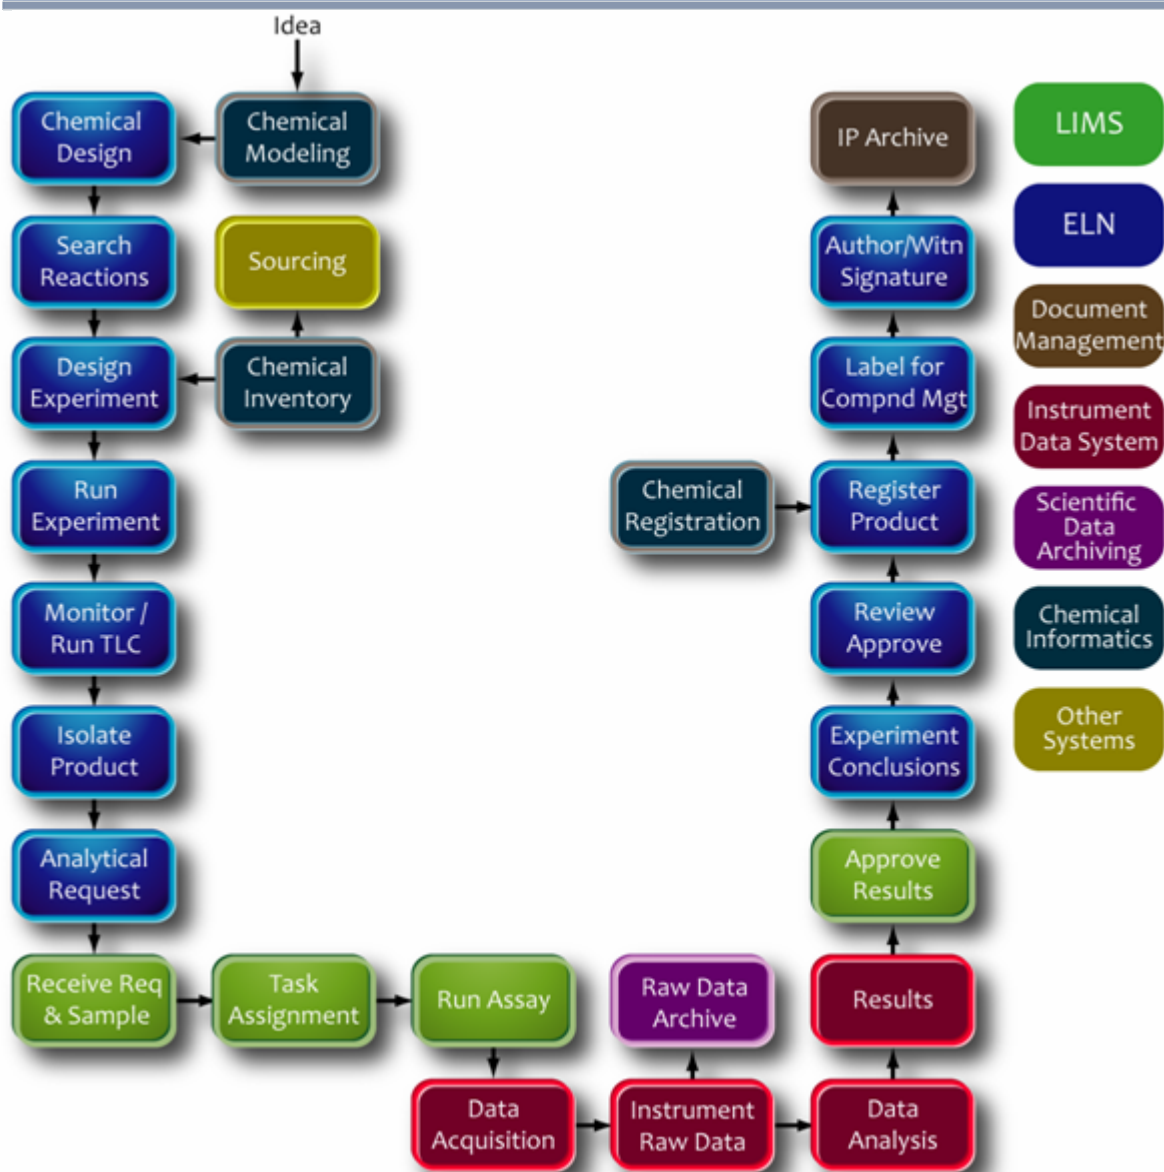 Idea
Chemical
Design
Chemical
Modeling
IP Archive
LIMS
Search
Reactions
Sourcing
Author/Witn
Signature
ELN
Design
Experiment
Chemical
Inventory
Label for
Compnd Mgt
Document
Management
Instrument
Data System
Run
Experiment
Chemical
Registration
Register
Product
Scientific
Data
Archiving
Monitor /
Run TLC
Review
Approve
Chemical
Informatics
Isolate
Product
Experiment
Conclusions
Other
Systems
Analytical
Request
Approve
Results
Receive Req
& Sample
Task
Assignment
Run Assay
Raw Data
Archive
Results
Data
Acquisition
Instrument
Raw Data
Data
Analysis